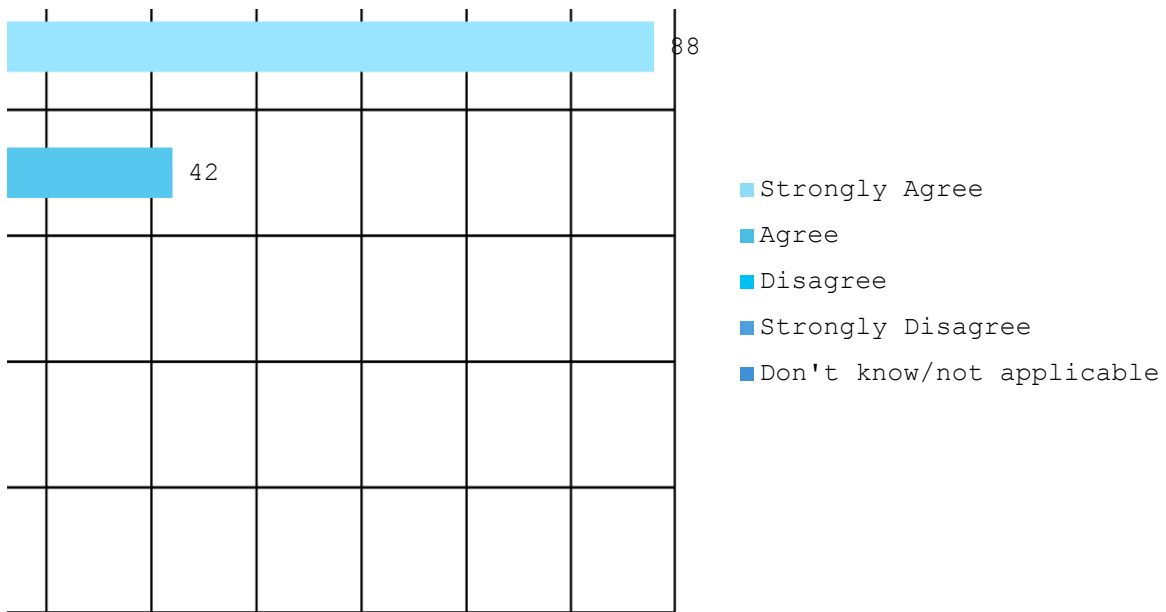 88
42
Strongly Agree
Agree
Disagree
Strongly Disagree
Don't know/not applicable